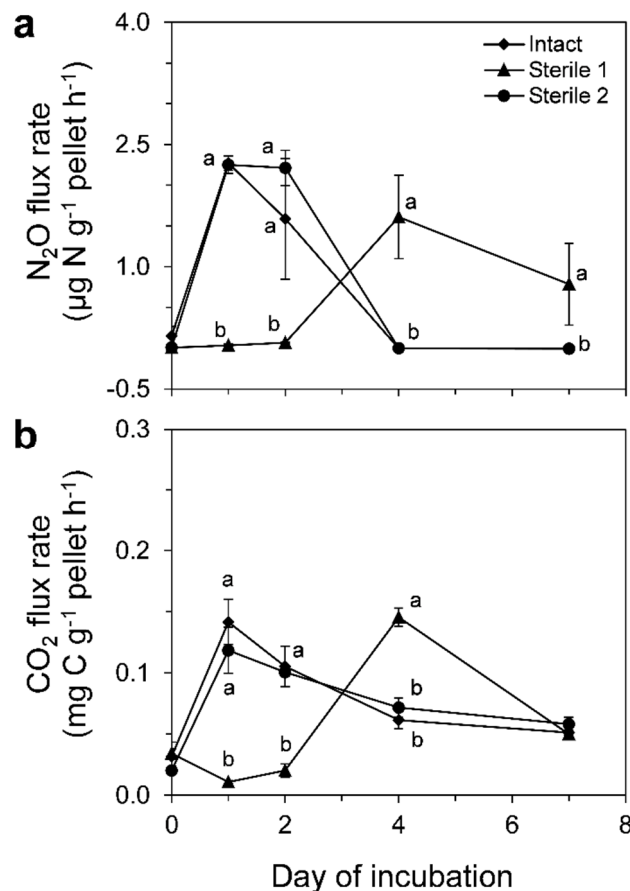 a
4.0
2.5
1.0
-0.5
N₂O flux rate
(µg N g⁻¹ pellet h⁻¹)
Intact
Sterile 1
Sterile 2
a
a
a
a
a
b
b
b
b
b
0.3
0.2
0.1
0.0
CO₂ flux rate
(mg C g⁻¹ pellet h⁻¹)
a
a
a
a
b
b
b
b
0
2
4
6
8
Day of incubation